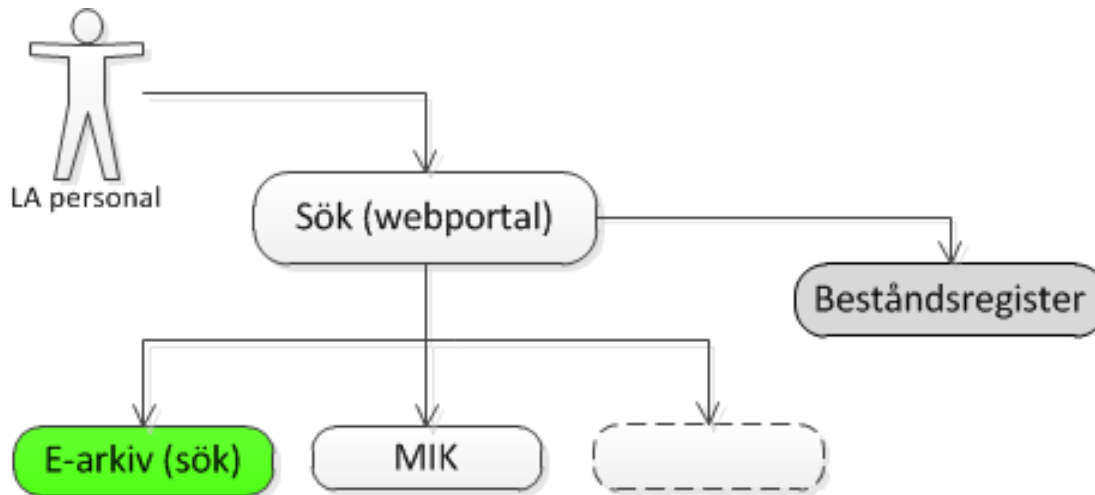 LA personal
Sök (webportal)
Beståndsregister
E-arkiv (sök)
MIK